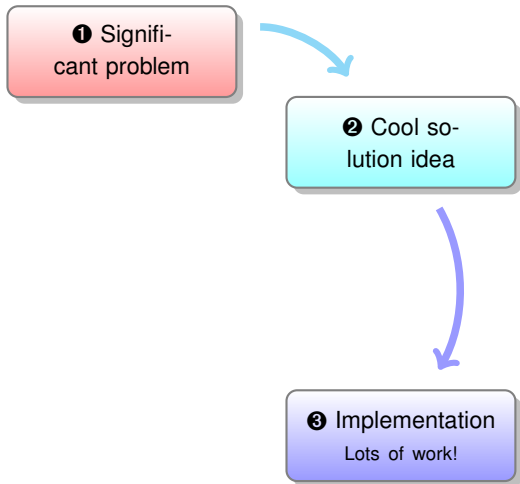 ❶ Signifi-
cant problem
❷ Cool so-
lution idea
❸ Implementation
Lots of work!